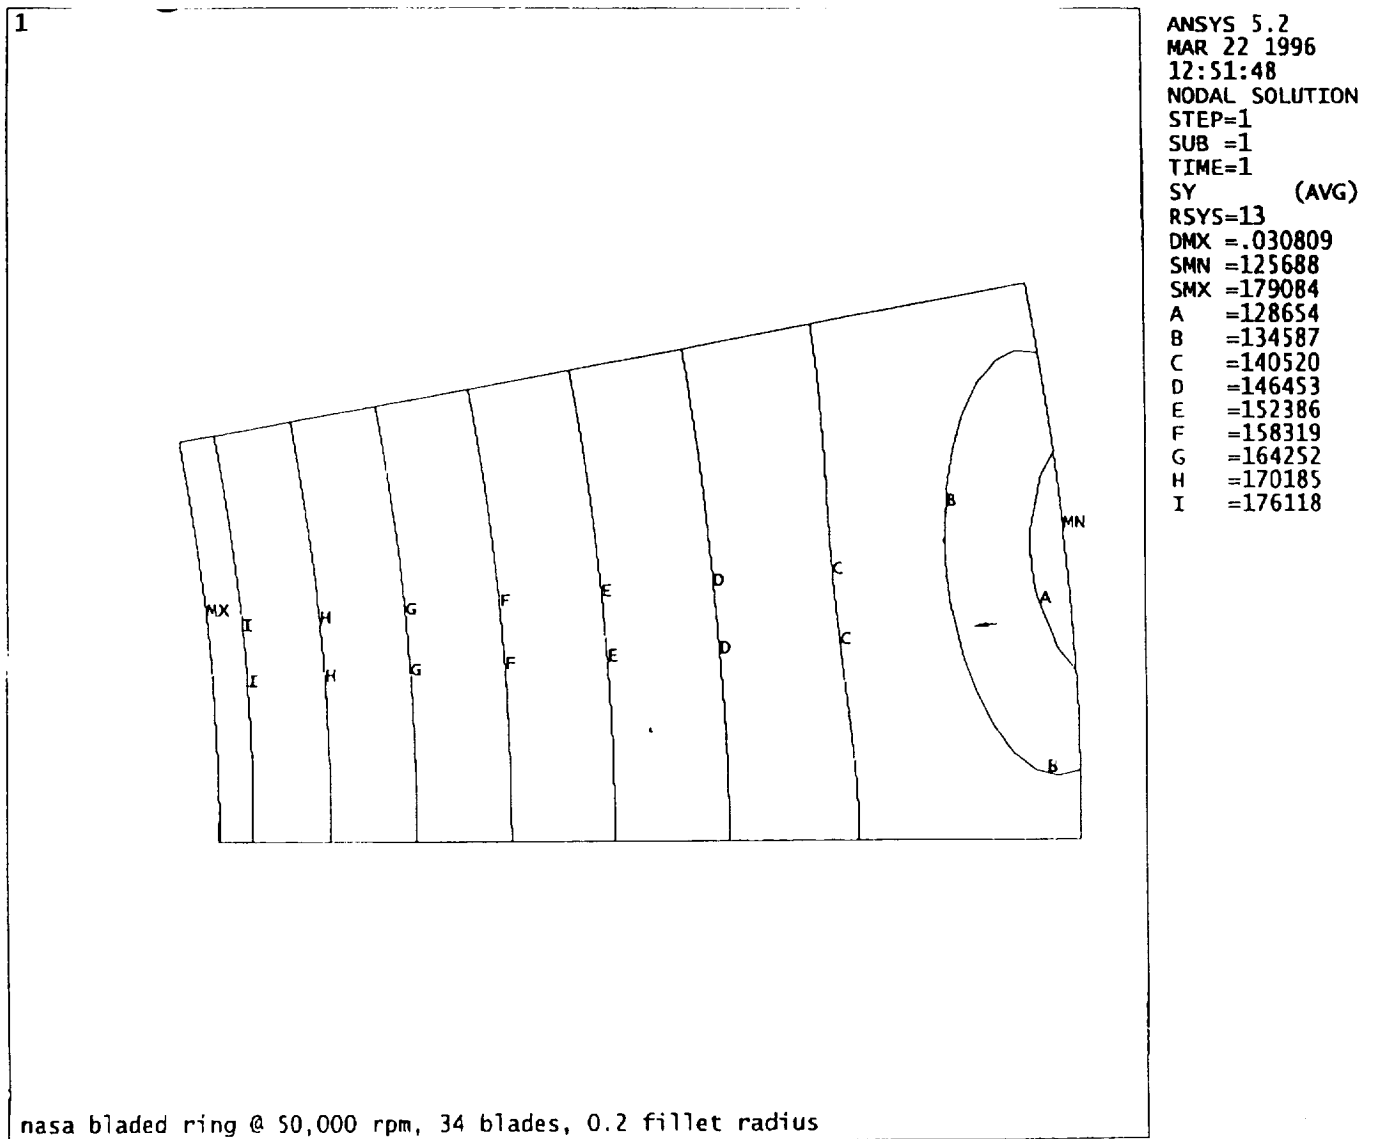 1
ANSYS 5.2
MAR 22 1996
12:51:48
NODAL SOLUTION
STEP=1
SUB =1
TIME=1
SY (AVG)
RSYS=13
DMX =.030809
SMN =125688
SMX =179084
A =128654
B =134587
C =140520
D =146453
E =152386
F =158319
G =164252
H =170185
I =176118
B
MN
C
D
E
F
A
G
MX
H
I
C
D
E
F
G
H
I
B
nasa bladed ring @ 50,000 rpm, 34 blades, 0.2 fillet radius